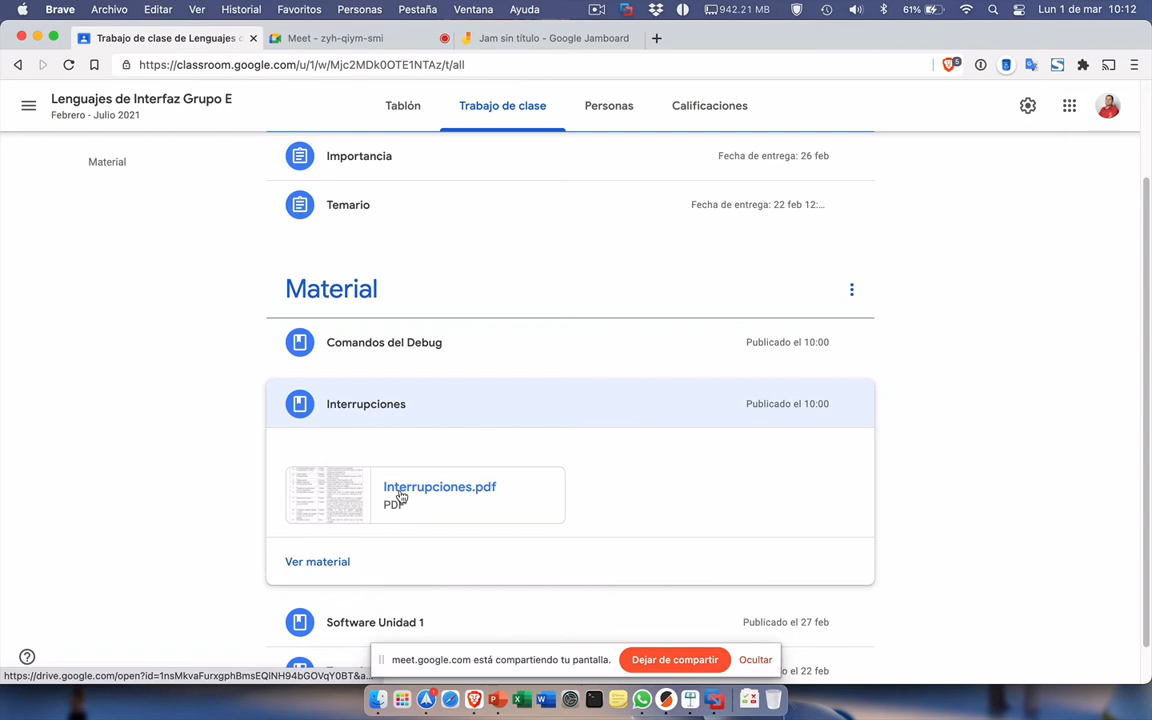 Brave Archivo Editar Ver Historial Favoritos Personas Pestaña Ventana Ayuda 942.21 MB 61% Lun 1 de mar 10:12
Trabajo de clase de Lenguajes Meet - zyh-qiym-smi Jam sin título - Google Jamboard
https://classroom.google.com/u/1/w/Mjc2MDk0OTE1NTAz/t/all 5
Lenguajes de Interfaz Grupo E
Febrero - Julio 2021
Tablón Trabajo de clase Personas Calificaciones
Material
Importancia Fecha de entrega: 26 feb
Temario Fecha de entrega: 22 feb 12:...
Material
Comandos del Debug Publicado el 10:00
Interrupciones Publicado el 10:00
Interrupciones.pdf
PDF
Ver material
Software Unidad 1 Publicado el 27 feb
meet.google.com está compartiendo tu pantalla. Dejar de compartir Ocultar
22 feb
https://drive.google.com/open?id=1nsMkvaFurxgphBmsEQINH94bGOVqY0BT&a...